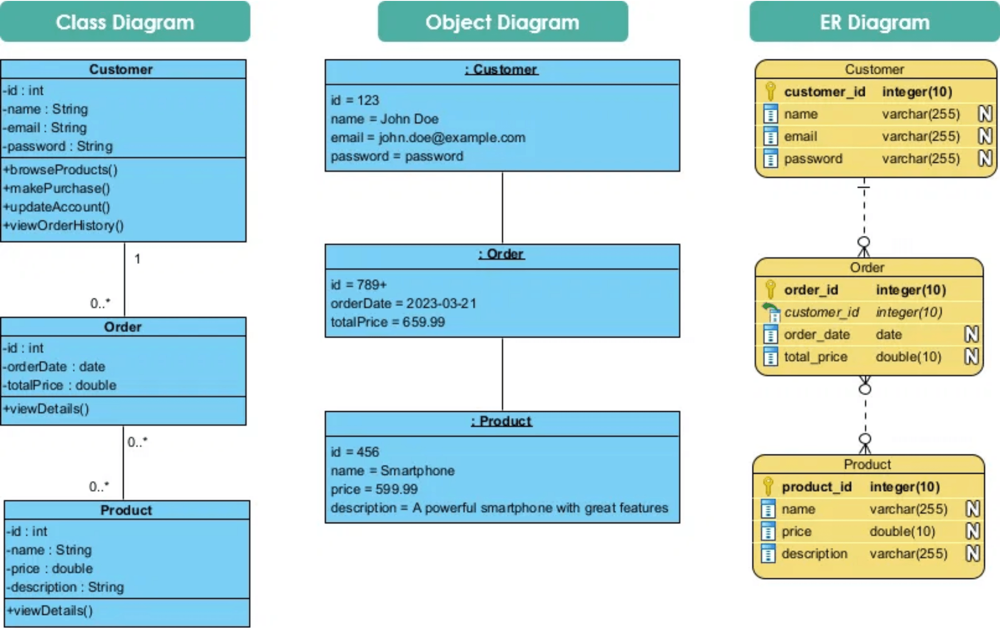 Class Diagram
Customer
-id : int
-name : String
-email : String
-password : String
+browseProducts()
+makePurchase()
+updateAccount()
+viewOrderHistory()
1
0..*
Order
-id : int
-orderDate : date
-totalPrice : double
+viewDetails()
0..*
0..*
Product
-id : int
-name : String
-price : double
-description : String
+viewDetails()
Object Diagram
: Customer
id = 123
name = John Doe
email = john.doe@example.com
password = password
: Order
id = 789+
orderDate = 2023-03-21
totalPrice = 659.99
: Product
id = 456
name = Smartphone
price = 599.99
description = A powerful smartphone with great features
ER Diagram
Customer
customer_id integer(10)
name varchar(255) N
email varchar(255) N
password varchar(255) N
Order
order_id integer(10)
customer_id integer(10)
order_date date N
total_price double(10) N
Product
product_id integer(10)
name varchar(255) N
price double(10) N
description varchar(255) N